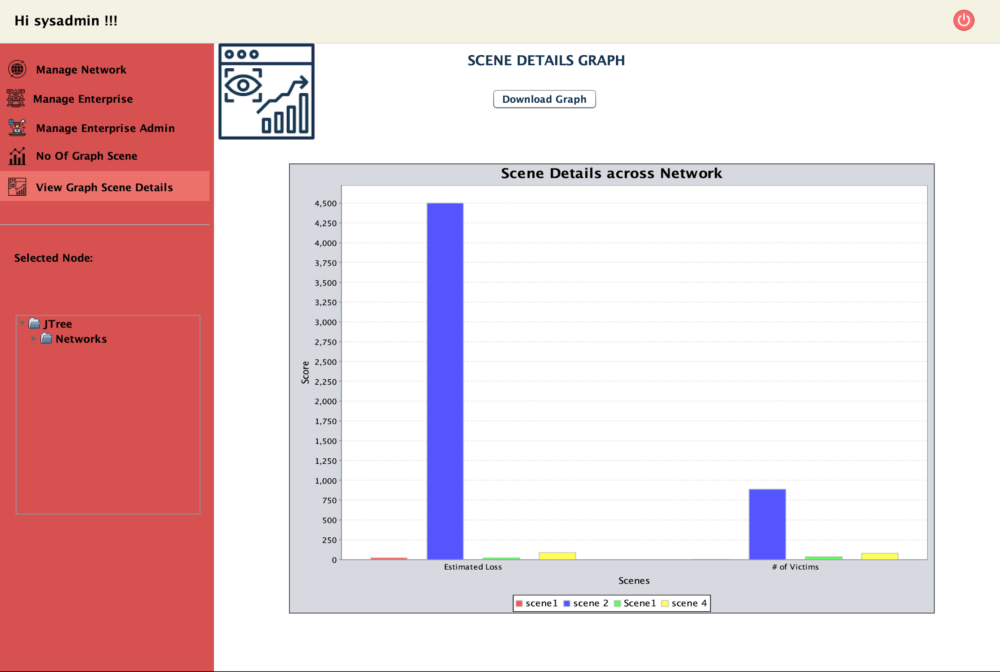 Hi sysadmin !!!
Manage Network
Manage Enterprise
Manage Enterprise Admin
No Of Graph Scene
View Graph Scene Details
Selected Node:
JTree
Networks
SCENE DETAILS GRAPH
Download Graph
Scene Details across Network
4,500
4,250
4,000
3,750
3,500
3,250
3,000
2,750
2,500
2,250
2,000
1,750
1,500
1,250
1,000
750
500
250
0
Score
Estimated Loss # of Victims
Scenes
scene1 scene 2 Scene1 scene 4